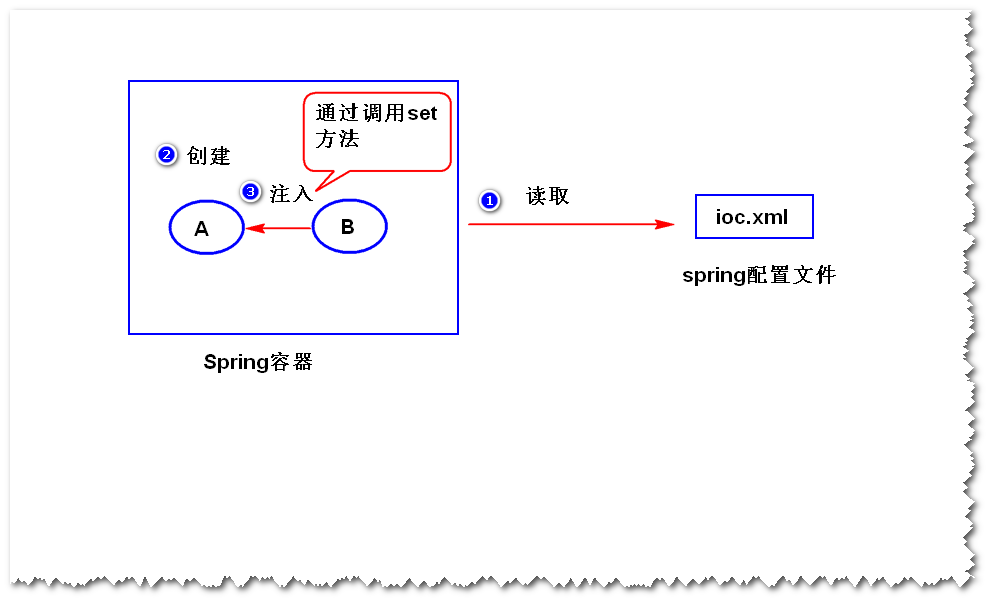 通过调用set
方法
2 创建
3 注入
A
B
1 读取
ioc.xml
spring配置文件
Spring容器